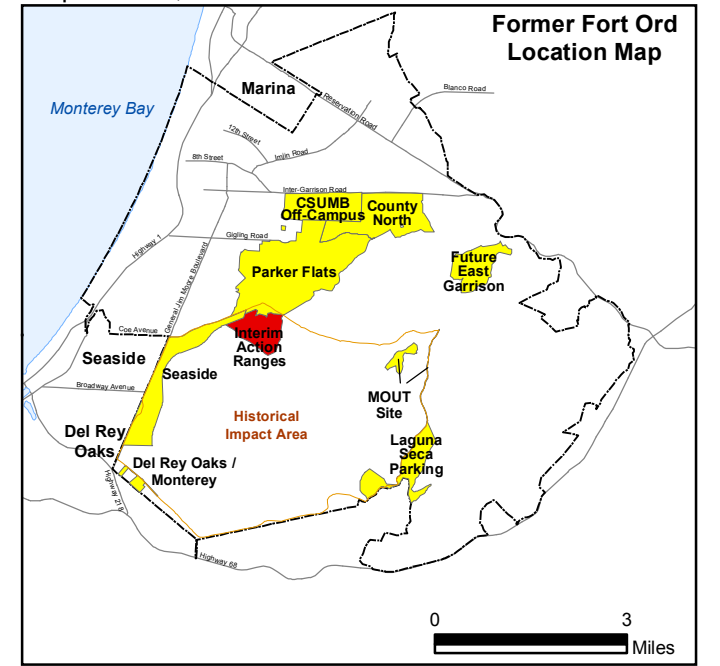 Former Fort Ord
Location Map
Marina
Monterey Bay
Blanco Road
Reservation Road
12th Street
Imjin Road
8th Street
Inter-Garrison Road
CSUMB
Off-Campus
County
North
Gigling Road
Highway 1
General Jim Moore Boulevard
Parker Flats
Future
East
Garrison
Coe Avenue
Interim
Action
Ranges
Seaside
Seaside
Broadway Avenue
MOUT
Site
Historical
Impact Area
Del Rey
Oaks
Laguna
Seca
Parking
Del Rey Oaks /
Monterey
Highway 218
Highway 68
0 3
Miles